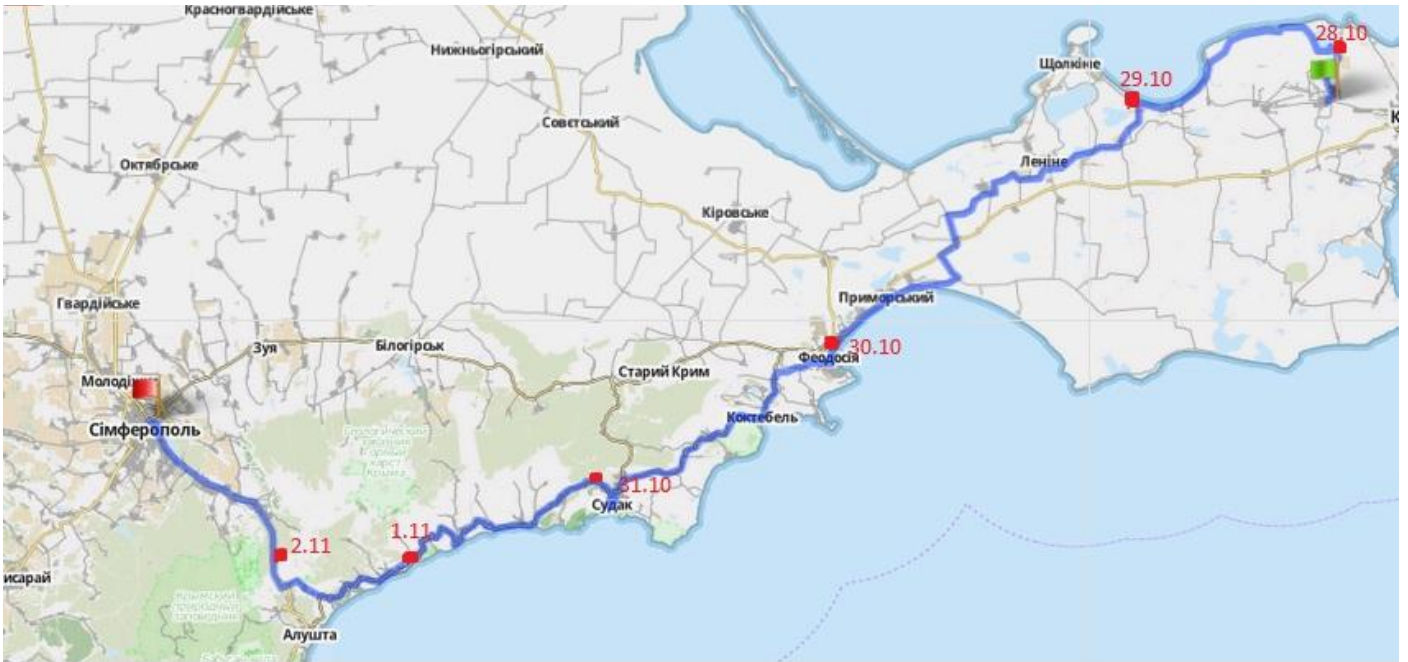 Красногвардійське
Нижньогірський
28.10
Щолкіне
29.10
К
Совєтський
Октябрське
Леніне
Кіровське
Гвардійське
Приморський
Зуя
Білогірськ
30.10
Феодосія
Старий Крим
Сімферополь
Коктебель
31.10
Судак
1.11
2.11
исарай
Алушта